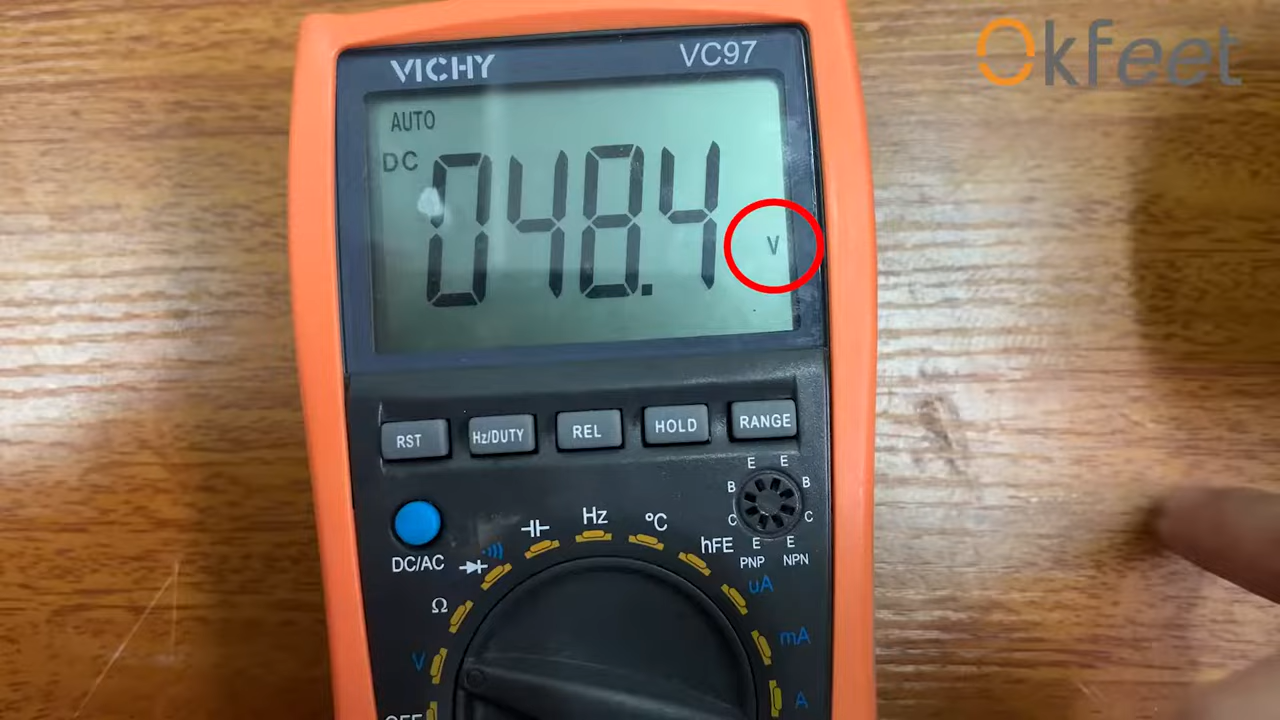 Okfeet
VICHY VC97
AUTO
DC
048.4 V
RST Hz/DUTY REL HOLD RANGE
E E
B B
C C
E E
PNP NPN
DC/AC
Hz
°C
hFE
uA
mA
A
Ω
V
OFF